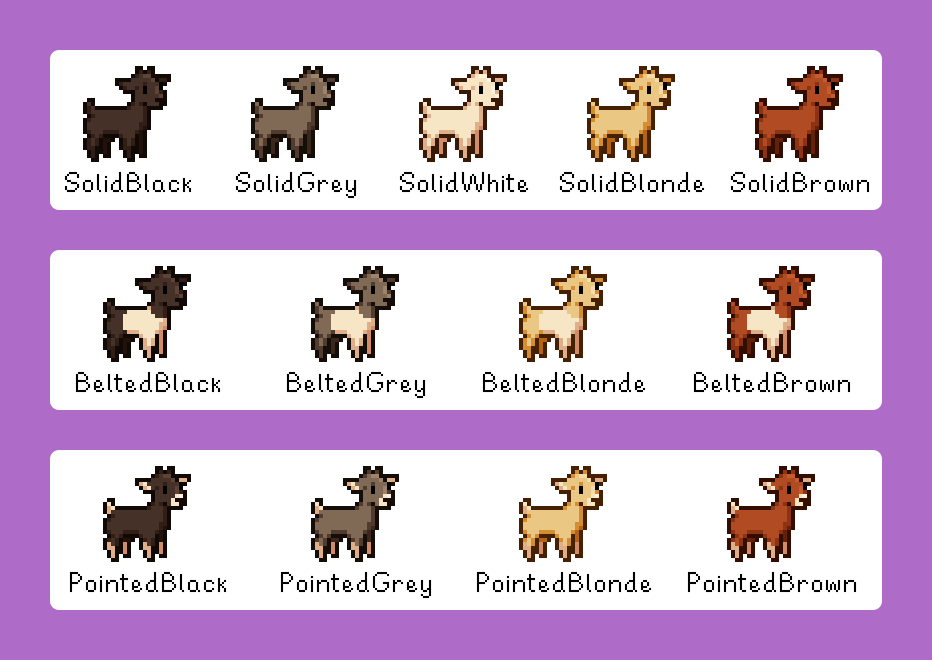 SolidBlack SolidGrey SolidWhite SolidBlonde SolidBrown
BeltedBlack BeltedGrey BeltedBlonde BeltedBrown
PointedBlack PointedGrey PointedBlonde PointedBrown